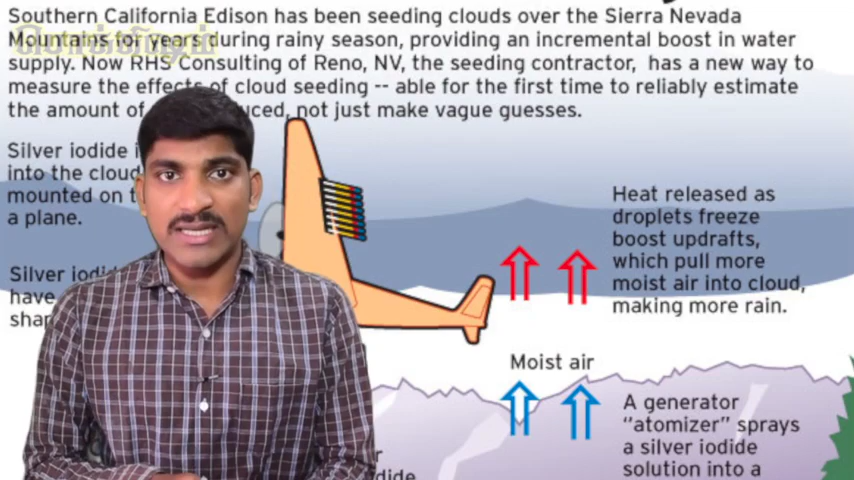 Southern California Edison has been seeding clouds over the Sierra Nevada
Mountains for years during rainy season, providing an incremental boost in water
supply. Now RHS Consulting of Reno, NV, the seeding contractor, has a new way to
measure the effects of cloud seeding -- able for the first time to reliably estimate
the amount of not just make vague guesses.
Silver iodide
into the cloud
mounted on
a plane.
Silver
have
Heat released as
droplets freeze
boost updrafts,
which pull more
moist air into cloud,
making more rain.
Moist air
A generator
“atomizer” sprays
a silver iodide
solution into a